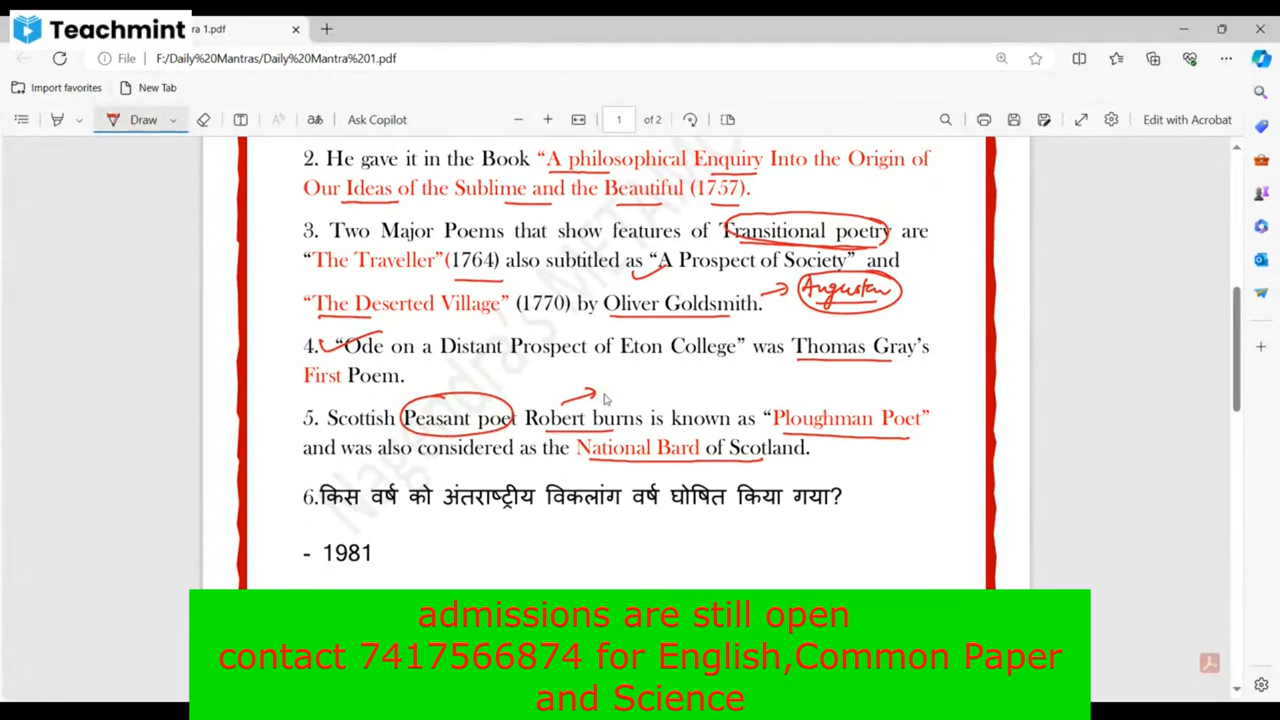 Teachmint
ra 1.pdf
File F:/Daily%20Mantras/Daily%20Mantra%201.pdf
Import favorites New Tab
Draw Ask Copilot 1 of 2 Edit with Acrobat
2. He gave it in the Book “A philosophical Enquiry Into the Origin of
Our Ideas of the Sublime and the Beautiful (1757).
3. Two Major Poems that show features of Transitional poetry are
“The Traveller”(1764) also subtitled as “A Prospect of Society” and
“The Deserted Village” (1770) by Oliver Goldsmith. Augustan
4. “Ode on a Distant Prospect of Eton College” was Thomas Gray’s
First Poem.
5. Scottish Peasant poet Robert burns is known as “Ploughman Poet”
and was also considered as the National Bard of Scotland.
6.किस वर्ष को अंतराष्ट्रीय विकलांग वर्ष घोषित किया गया?
- 1981
admissions are still open
contact 7417566874 for English,Common Paper
and Science